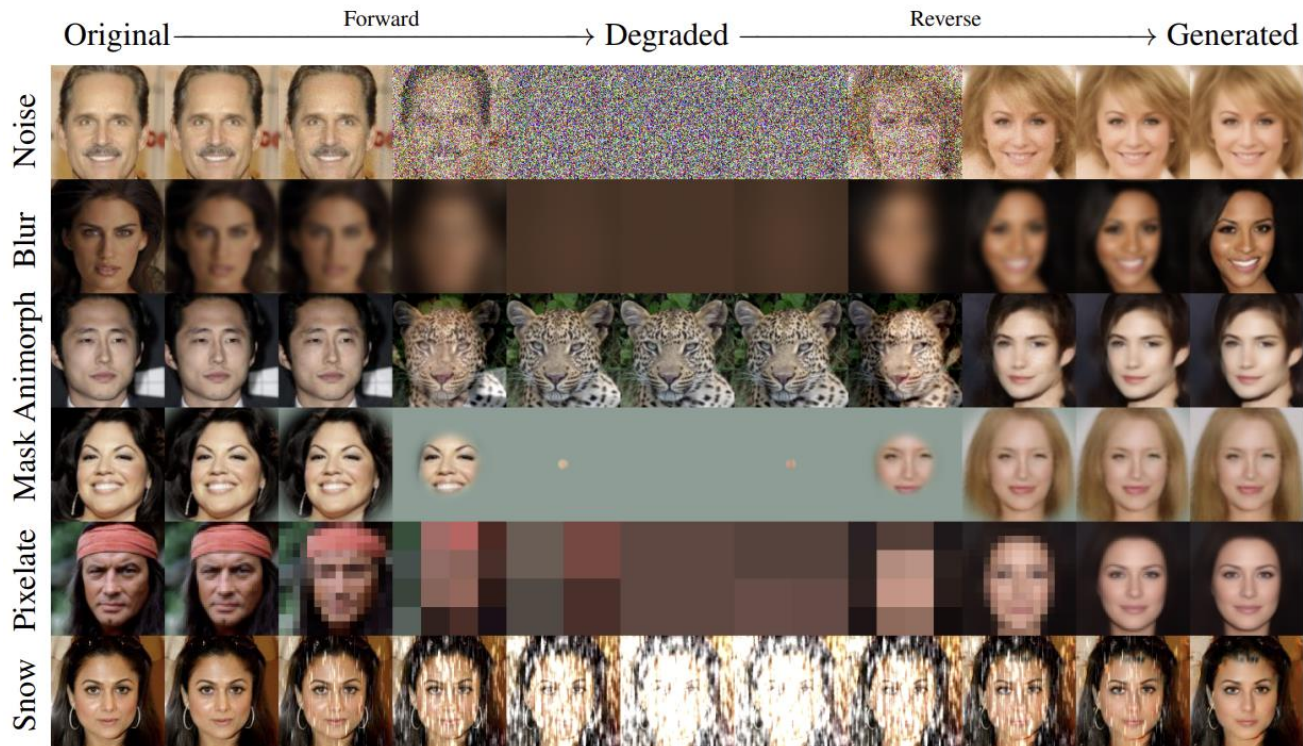 Original Forward Degraded Reverse Generated
Noise
Blur
Animorph
Mask
Pixelate
Snow